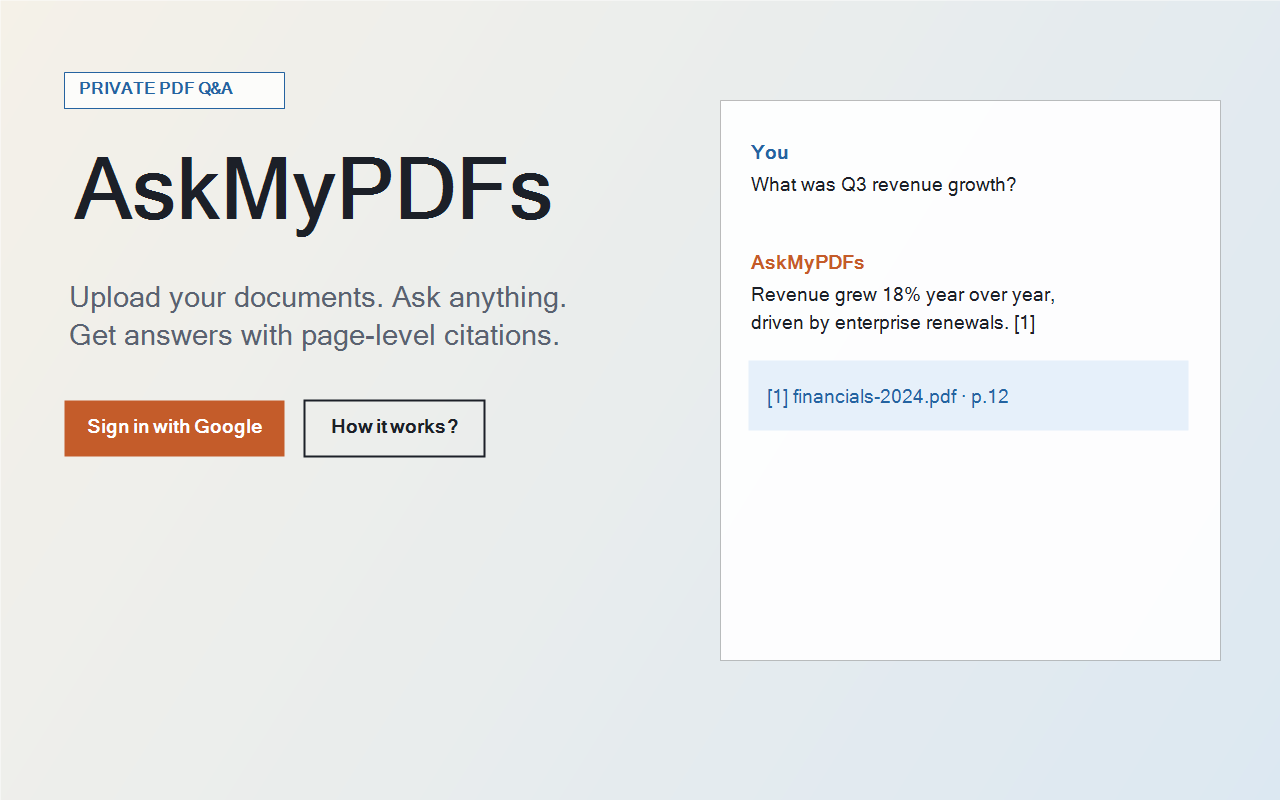 PRIVATE PDF Q&A
AskMyPDFs
Upload your documents. Ask anything.
Get answers with page-level citations.
Sign in with Google
How it works?
You
What was Q3 revenue growth?
AskMyPDFs
Revenue grew 18% year over year,
driven by enterprise renewals. [1]
[1] financials-2024.pdf · p.12